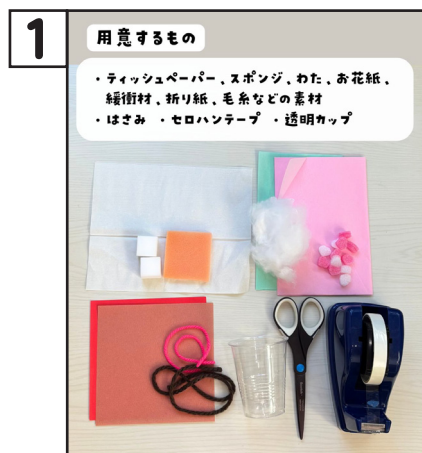 1
用意するもの
・ティッシュペーパー、スポンジ、わた、お花紙、
緩衝材、折り紙、毛糸などの素材
・はさみ ・セロハンテープ ・透明カップ